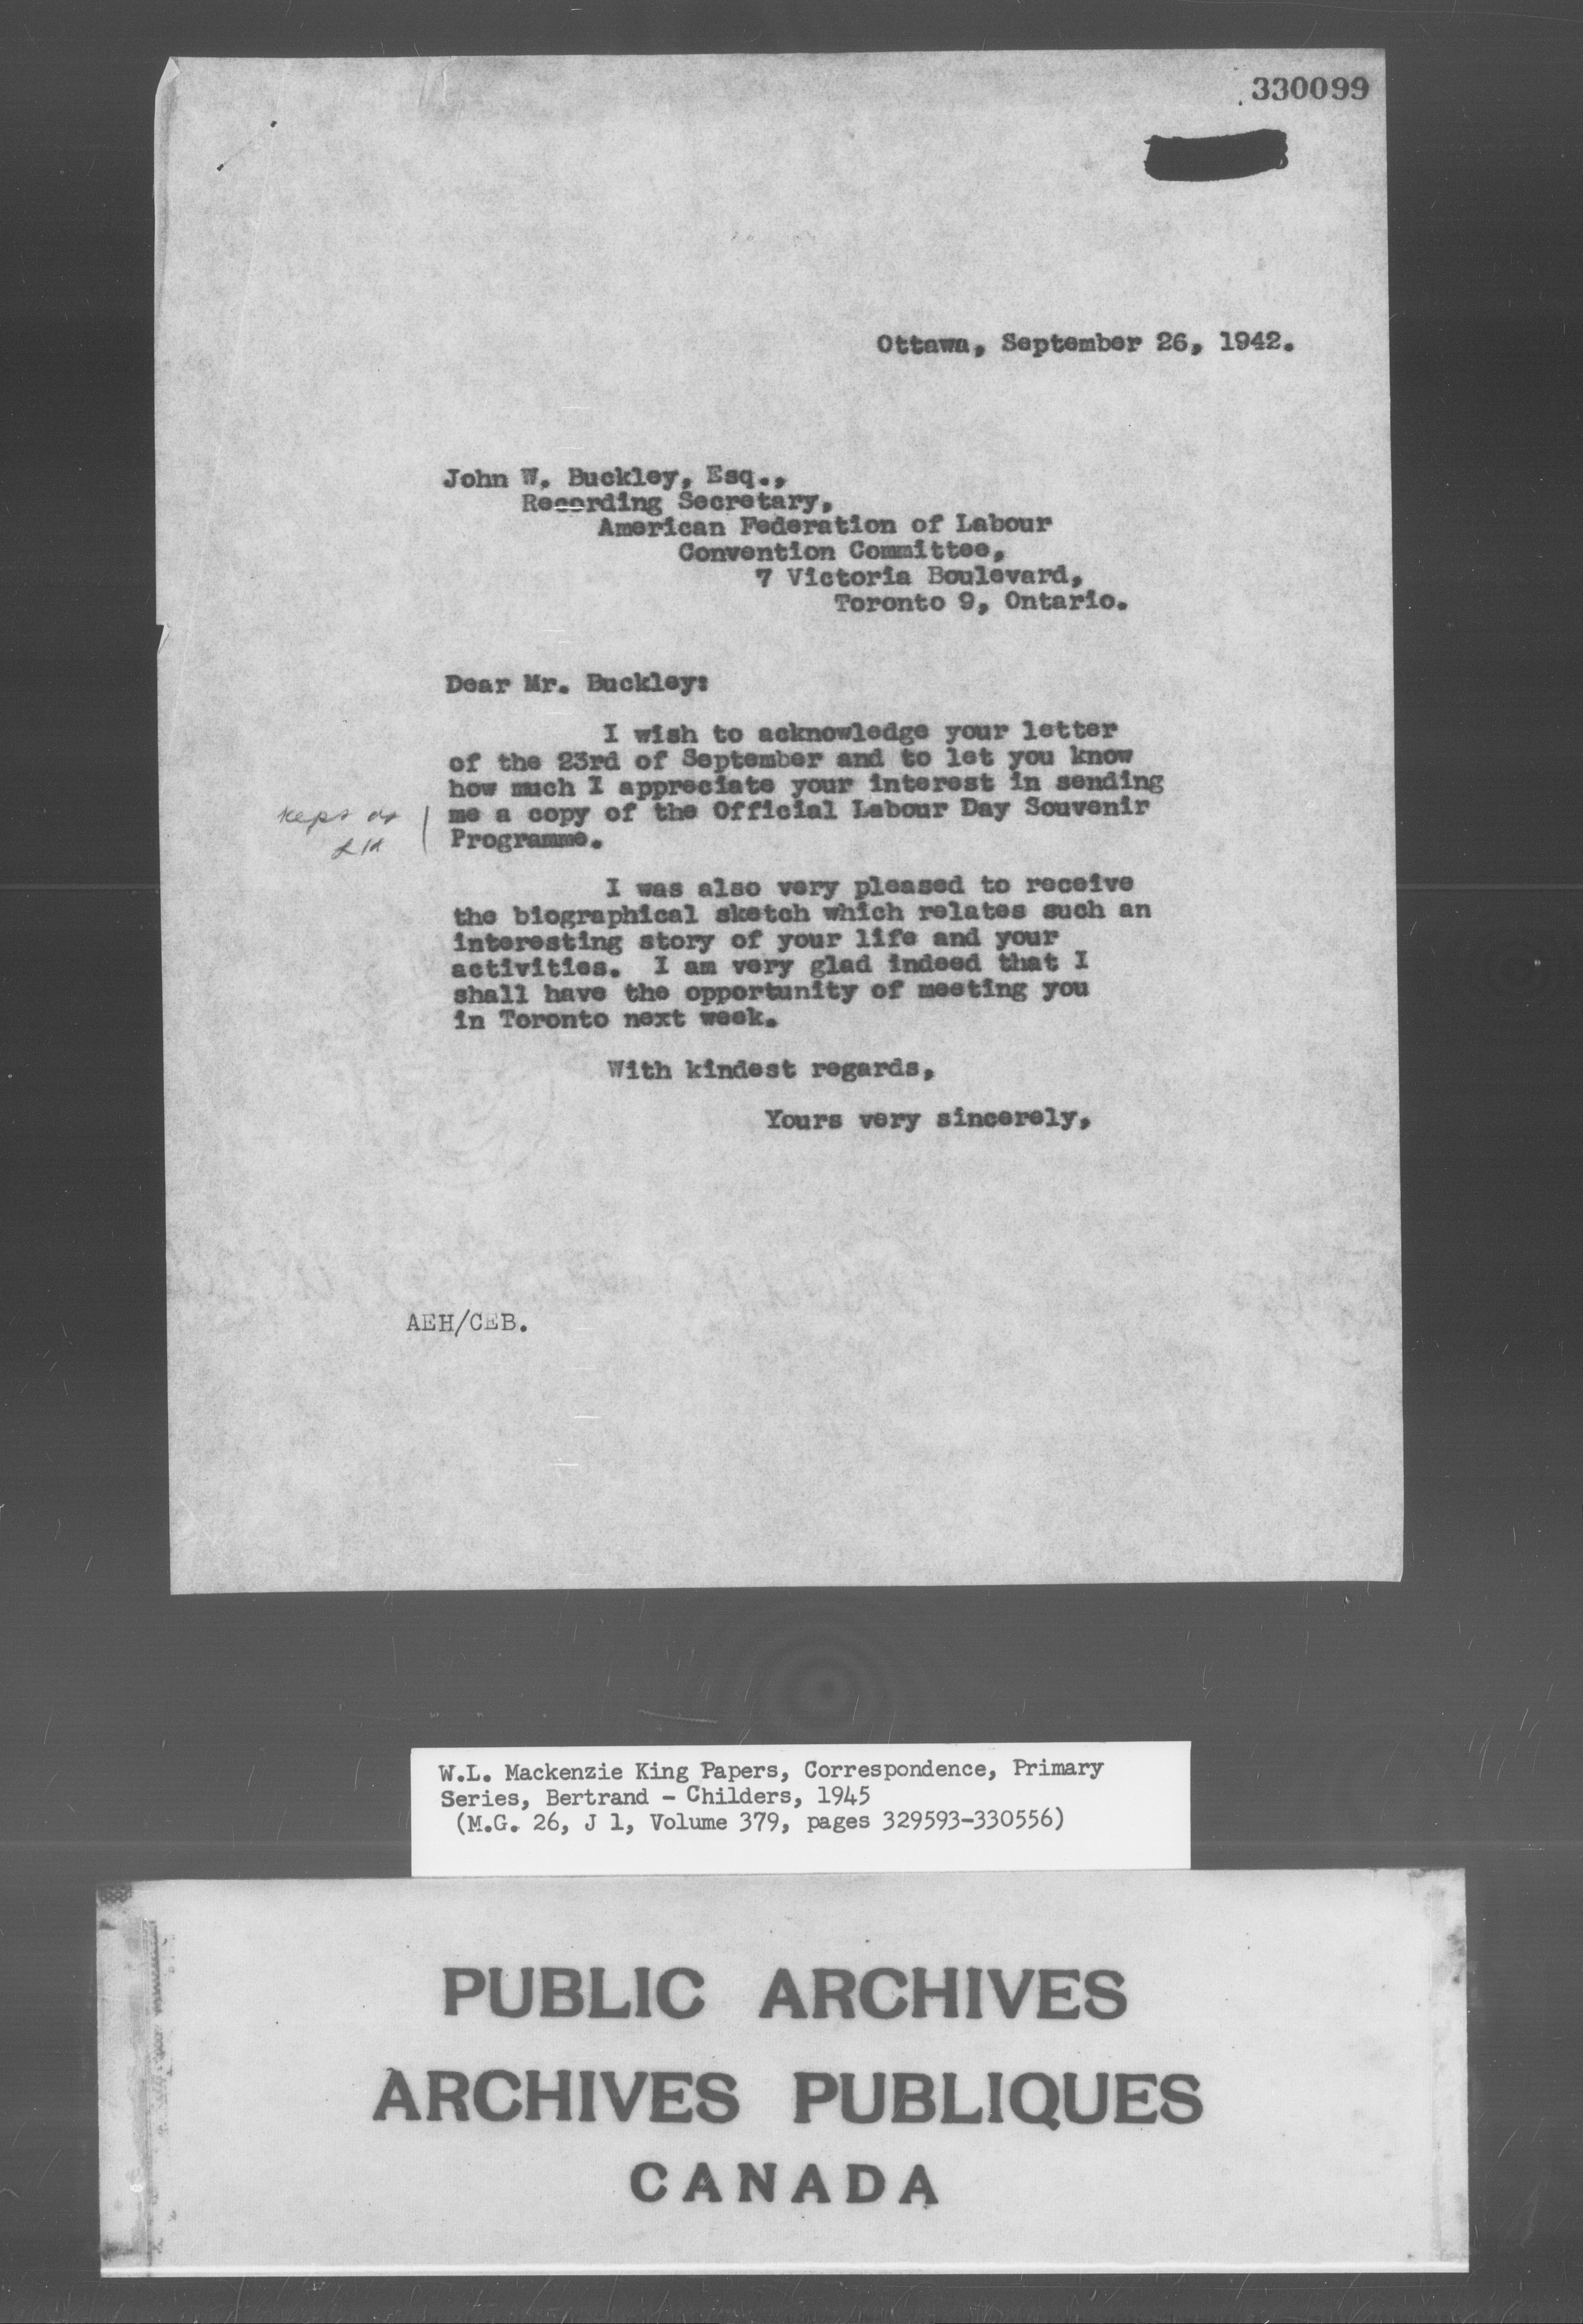 330099
Ottawa, September 26, 1942.
John W. Buckley, Esq.,
Recording Secretary,
American Federation of Labour
Convention Committee,
7 Victoria Boulevard,
Toronto 9, Ontario.
Dear Mr. Buckley:
I wish to acknowledge your letter
of the 23rd of September and to let you know
how much I appreciate your interest in sending
me a copy of the Official Labour Day Souvenir
Programme.
I was also very pleased to receive
the biographical sketch which relates such an
interesting story of your life and your
activities. I am very glad indeed that I
shall have the opportunity of meeting you
in Toronto next week.
With kindest regards,
Yours very sincerely,
AEH/CEB.
W.L. Mackenzie King Papers, Correspondence, Primary
Series, Bertrand - Childers, 1945
(M.G. 26, J 1, Volume 379, pages 329593-330556)
PUBLIC ARCHIVES
ARCHIVES PUBLIQUES
CANADA